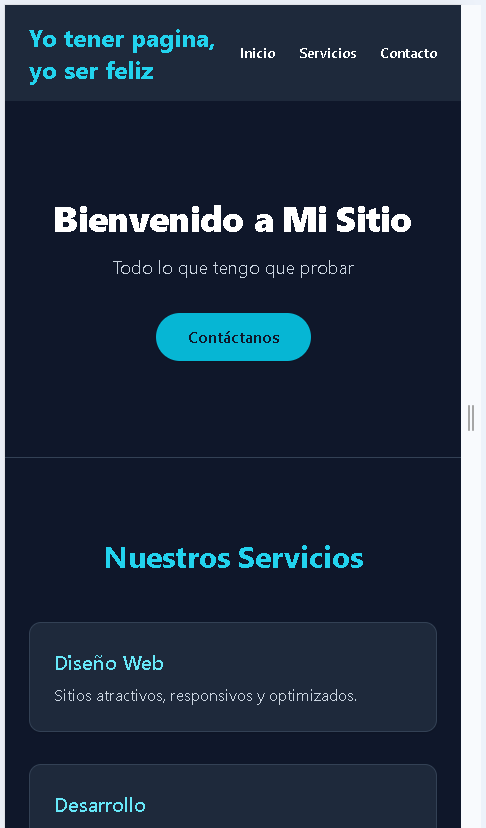 Yo tener pagina,
yo ser feliz
Inicio Servicios Contacto
Bienvenido a Mi Sitio
Todo lo que tengo que probar
Contáctanos
Nuestros Servicios
Diseño Web
Sitios atractivos, responsivos y optimizados.
Desarrollo